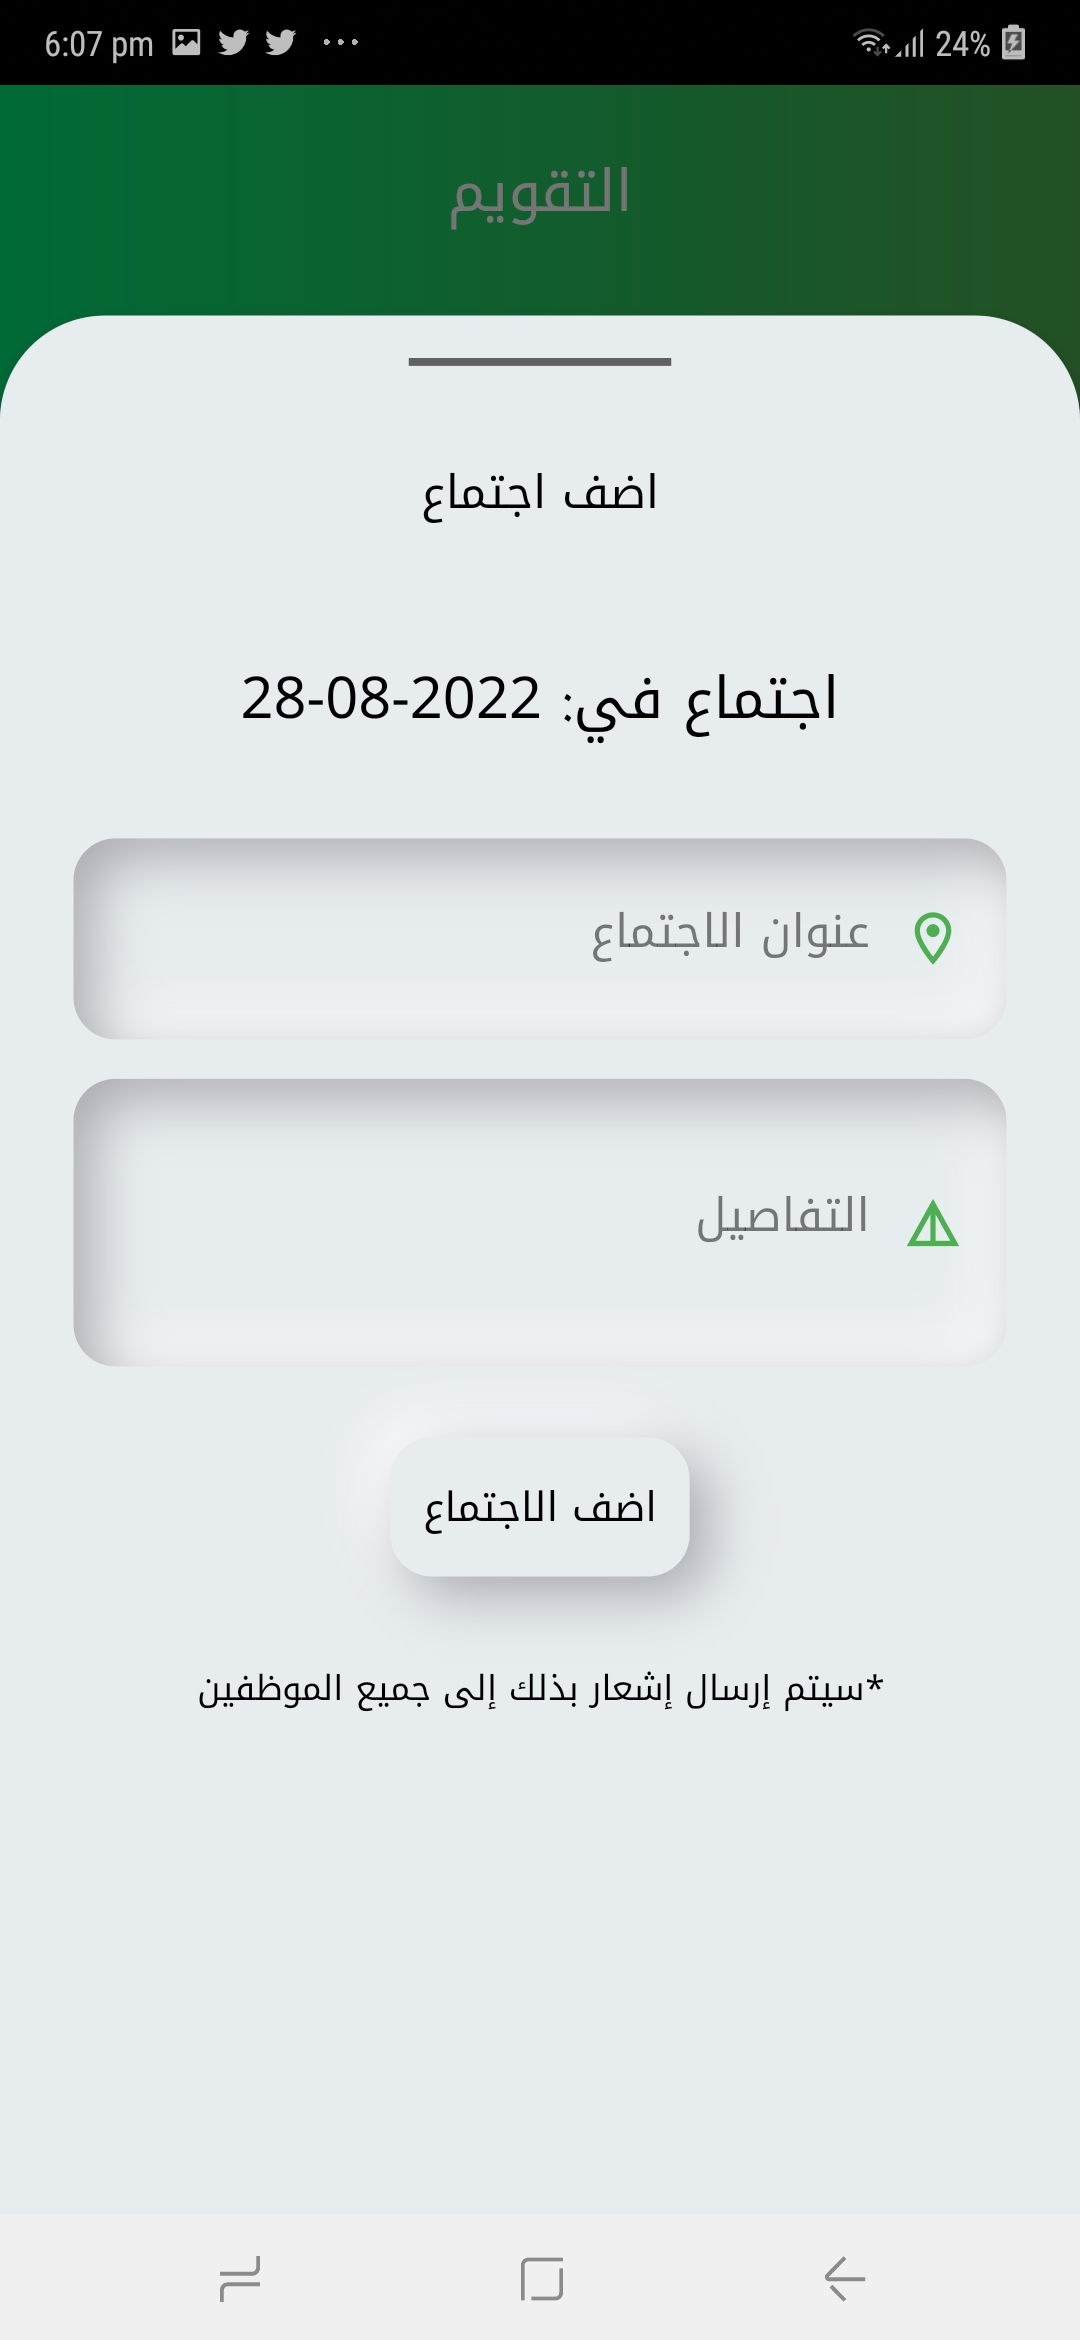 6:07 pm
24%
التقويم
اضف اجتماع
اجتماع في: 2022-08-28
عنوان الاجتماع
التفاصيل
اضف الاجتماع
*سيتم إرسال إشعار بذلك إلى جميع الموظفين